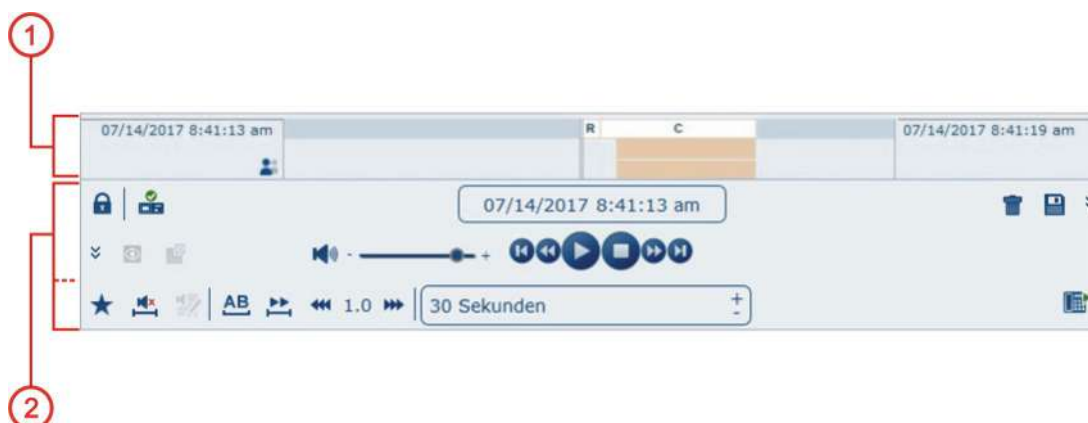 1
07/14/2017 8:41:13 am R C 07/14/2017 8:41:19 am
07/14/2017 8:41:13 am
- +
AB 1.0 30 Sekunden + -
2